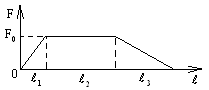 F
F₀
0
ℓ₁ ℓ₂ ℓ₃ ℓ